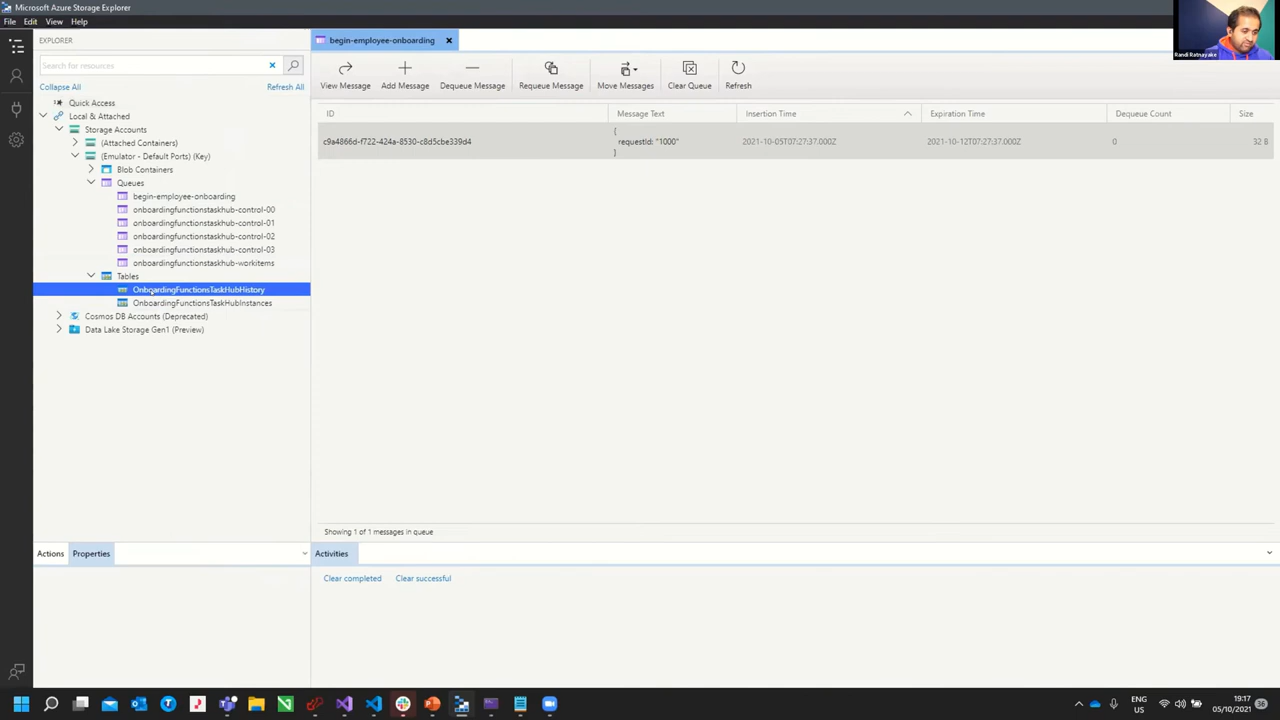 Microsoft Azure Storage Explorer
File Edit View Help
Randi Ratnayake
EXPLORER
Search for resources
Collapse All Refresh All
Quick Access
Local & Attached
Storage Accounts
(Attached Containers)
(Emulator - Default Ports) (Key)
Blob Containers
Queues
begin-employee-onboarding
onboardingfunctionstaskhub-control-00
onboardingfunctionstaskhub-control-01
onboardingfunctionstaskhub-control-02
onboardingfunctionstaskhub-control-03
onboardingfunctionstaskhub-workitems
Tables
OnboardingFunctionsTaskHubHistory
OnboardingFunctionsTaskHubInstances
Cosmos DB Accounts (Deprecated)
Data Lake Storage Gen1 (Preview)
Actions Properties
begin-employee-onboarding
View Message Add Message Dequeue Message Requeue Message Move Messages Clear Queue Refresh
ID Message Text Insertion Time Expiration Time Dequeue Count Size
{
c9a4866d-f722-424a-8530-c8d5cbe339d4 requestId: "1000" 2021-10-05T07:27:37.000Z 2021-10-12T07:27:37.000Z 0 32 B
}
Showing 1 of 1 messages in queue
Activities
Clear completed Clear successful
ENG 19:17
US 05/10/2021 36